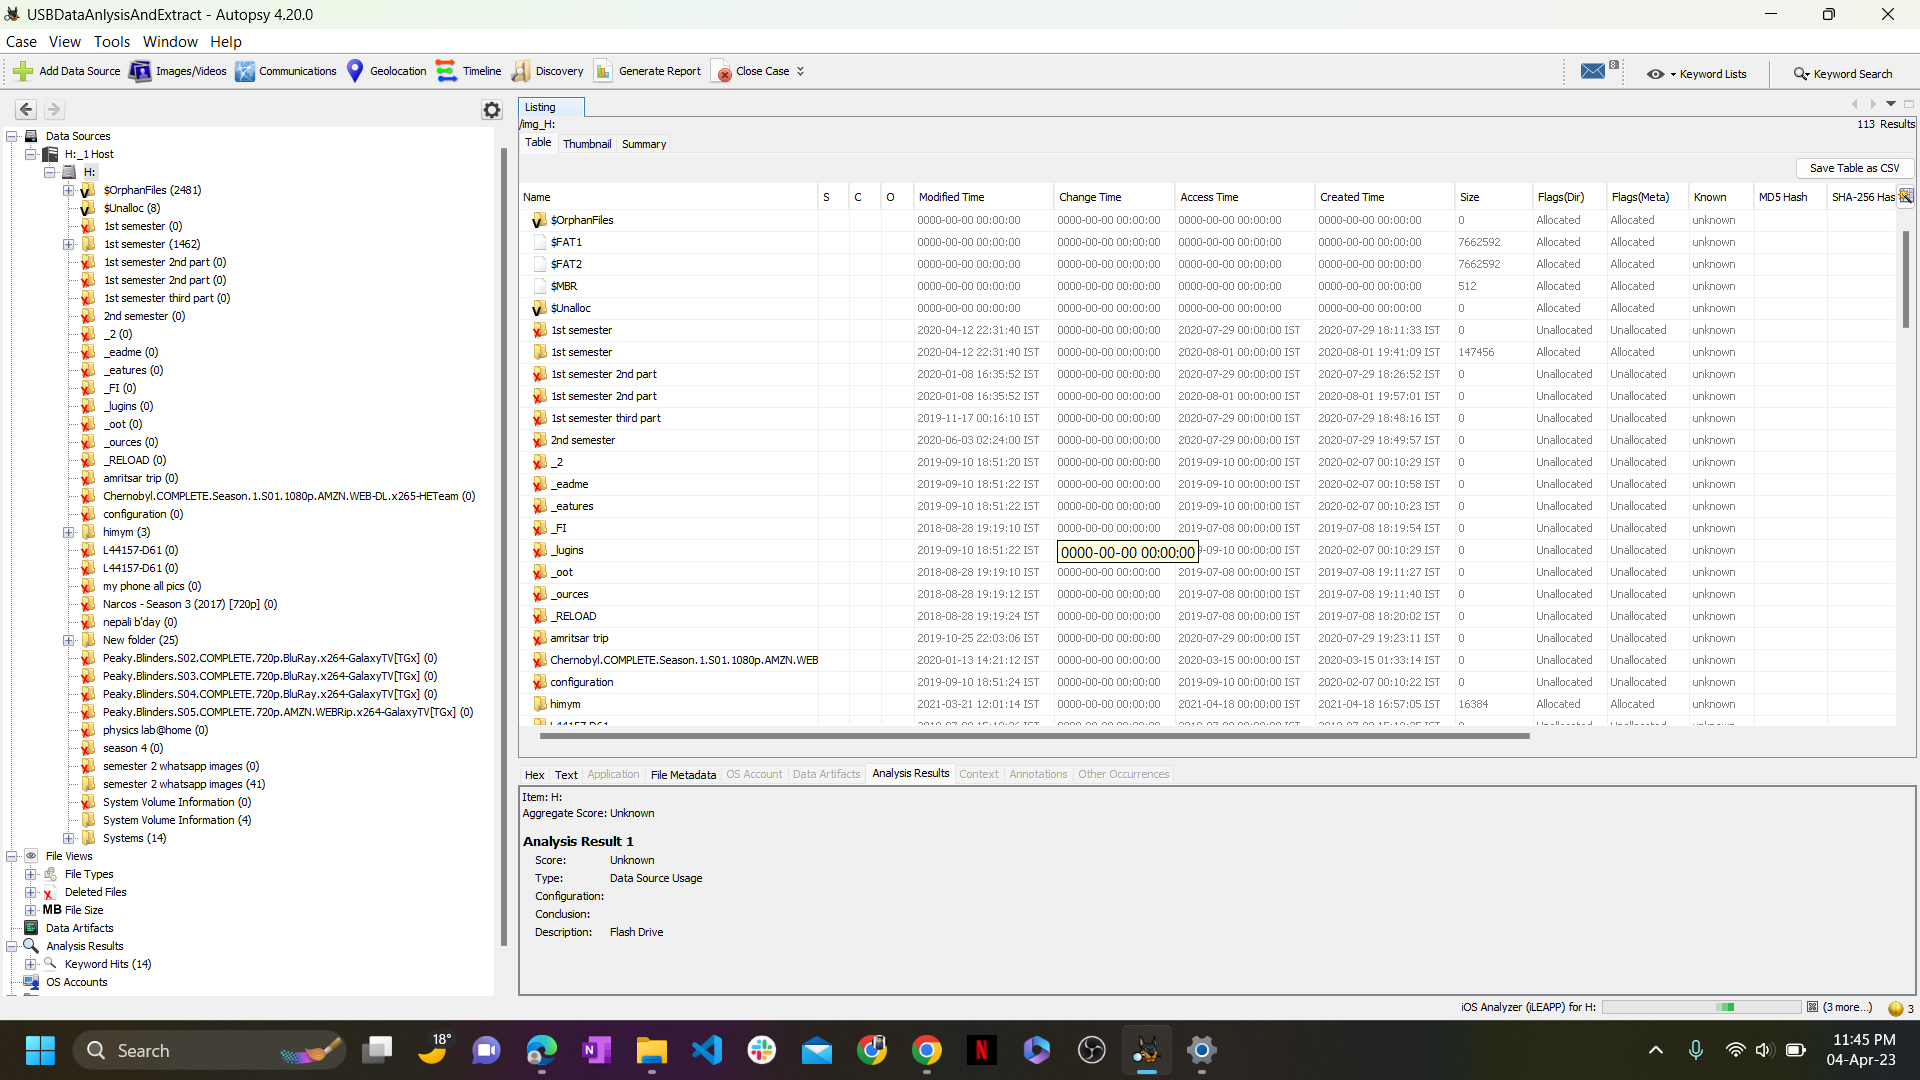 USBDataAnlysisAndExtract - Autopsy 4.20.0
Case View Tools Window Help
Add Data Source Images/Videos Communications Geolocation Timeline Discovery Generate Report Close Case 8 Keyword Lists Keyword Search
Data Sources
H:_1 Host
H:
$OrphanFiles (2481)
$Unalloc (8)
1st semester (0)
1st semester (1462)
1st semester 2nd part (0)
1st semester 2nd part (0)
1st semester third part (0)
2nd semester (0)
_2 (0)
_eadme (0)
_eatures (0)
_FI (0)
_lugins (0)
_oot (0)
_ources (0)
_RELOAD (0)
amritsar trip (0)
Chernobyl.COMPLETE.Season.1.S01.1080p.AMZN.WEB-DL.x265-HETeam (0)
configuration (0)
himym (3)
L44157-D61 (0)
L44157-D61 (0)
my phone all pics (0)
Narcos - Season 3 (2017) [720p] (0)
nepali b'day (0)
New folder (25)
Peaky.Blinders.S02.COMPLETE.720p.BluRay.x264-GalaxyTV[TGx] (0)
Peaky.Blinders.S03.COMPLETE.720p.BluRay.x264-GalaxyTV[TGx] (0)
Peaky.Blinders.S04.COMPLETE.720p.BluRay.x264-GalaxyTV[TGx] (0)
Peaky.Blinders.S05.COMPLETE.720p.AMZN.WEBRip.x264-GalaxyTV[TGx] (0)
physics lab@home (0)
season 4 (0)
semester 2 whatsapp images (0)
semester 2 whatsapp images (41)
System Volume Information (0)
System Volume Information (4)
Systems (14)
File Views
File Types
Deleted Files
MB File Size
Data Artifacts
Analysis Results
Keyword Hits (14)
OS Accounts
Listing
/img_H:
113 Results
Table Thumbnail Summary
Save Table as CSV
Name S C O Modified Time Change Time Access Time Created Time Size Flags(Dir) Flags(Meta) Known MD5 Hash SHA-256 Has
$OrphanFiles 0000-00-00 00:00:00 0000-00-00 00:00:00 0000-00-00 00:00:00 0000-00-00 00:00:00 0 Allocated Allocated unknown
$FAT1 0000-00-00 00:00:00 0000-00-00 00:00:00 0000-00-00 00:00:00 0000-00-00 00:00:00 7662592 Allocated Allocated unknown
$FAT2 0000-00-00 00:00:00 0000-00-00 00:00:00 0000-00-00 00:00:00 0000-00-00 00:00:00 7662592 Allocated Allocated unknown
$MBR 0000-00-00 00:00:00 0000-00-00 00:00:00 0000-00-00 00:00:00 0000-00-00 00:00:00 512 Allocated Allocated unknown
$Unalloc 0000-00-00 00:00:00 0000-00-00 00:00:00 0000-00-00 00:00:00 0000-00-00 00:00:00 0 Allocated Allocated unknown
1st semester 2020-04-12 22:31:40 IST 0000-00-00 00:00:00 2020-07-29 00:00:00 IST 2020-07-29 18:11:33 IST 0 Unallocated Unallocated unknown
1st semester 2020-04-12 22:31:40 IST 0000-00-00 00:00:00 2020-08-01 00:00:00 IST 2020-08-01 19:41:09 IST 147456 Allocated Allocated unknown
1st semester 2nd part 2020-01-08 16:35:52 IST 0000-00-00 00:00:00 2020-07-29 00:00:00 IST 2020-07-29 18:26:52 IST 0 Unallocated Unallocated unknown
1st semester 2nd part 2020-01-08 16:35:52 IST 0000-00-00 00:00:00 2020-08-01 00:00:00 IST 2020-08-01 19:57:01 IST 0 Unallocated Unallocated unknown
1st semester third part 2019-11-17 00:16:10 IST 0000-00-00 00:00:00 2020-07-29 00:00:00 IST 2020-07-29 18:48:16 IST 0 Unallocated Unallocated unknown
2nd semester 2020-06-03 02:24:00 IST 0000-00-00 00:00:00 2020-07-29 00:00:00 IST 2020-07-29 18:49:57 IST 0 Unallocated Unallocated unknown
_2 2019-09-10 18:51:20 IST 0000-00-00 00:00:00 2019-09-10 00:00:00 IST 2020-02-07 00:10:29 IST 0 Unallocated Unallocated unknown
_eadme 2019-09-10 18:51:22 IST 0000-00-00 00:00:00 2019-09-10 00:00:00 IST 2020-02-07 00:10:58 IST 0 Unallocated Unallocated unknown
_eatures 2019-09-10 18:51:22 IST 0000-00-00 00:00:00 2019-09-10 00:00:00 IST 2020-02-07 00:10:23 IST 0 Unallocated Unallocated unknown
_FI 2018-08-28 19:19:10 IST 0000-00-00 00:00:00 2019-07-08 00:00:00 IST 2019-07-08 18:19:54 IST 0 Unallocated Unallocated unknown
_lugins 2019-09-10 18:51:22 IST 0000-00-00 00:00:00 9-09-10 00:00:00 IST 2020-02-07 00:10:29 IST 0 Unallocated Unallocated unknown
_oot 2018-08-28 19:19:10 IST 0000-00-00 00:00:00 2019-07-08 00:00:00 IST 2019-07-08 19:11:27 IST 0 Unallocated Unallocated unknown
_ources 2018-08-28 19:19:12 IST 0000-00-00 00:00:00 2019-07-08 00:00:00 IST 2019-07-08 19:11:40 IST 0 Unallocated Unallocated unknown
_RELOAD 2018-08-28 19:19:24 IST 0000-00-00 00:00:00 2019-07-08 00:00:00 IST 2019-07-08 18:20:02 IST 0 Unallocated Unallocated unknown
amritsar trip 2019-10-25 22:03:06 IST 0000-00-00 00:00:00 2020-07-29 00:00:00 IST 2020-07-29 19:23:11 IST 0 Unallocated Unallocated unknown
Chernobyl.COMPLETE.Season.1.S01.1080p.AMZN.WEB 2020-01-13 14:21:12 IST 0000-00-00 00:00:00 2020-03-15 00:00:00 IST 2020-03-15 01:33:14 IST 0 Unallocated Unallocated unknown
configuration 2019-09-10 18:51:24 IST 0000-00-00 00:00:00 2019-09-10 00:00:00 IST 2020-02-07 00:10:22 IST 0 Unallocated Unallocated unknown
himym 2021-03-21 12:01:14 IST 0000-00-00 00:00:00 2021-04-18 00:00:00 IST 2021-04-18 16:57:05 IST 16384 Allocated Allocated unknown
Hex Text Application File Metadata OS Account Data Artifacts Analysis Results Context Annotations Other Occurrences
Item: H:
Aggregate Score: Unknown
Analysis Result 1
Score: Unknown
Type: Data Source Usage
Configuration:
Conclusion:
Description: Flash Drive
iOS Analyzer (iLEAPP) for H: (3 more...) 3
Search 18° N N 11:45 PM
04-Apr-23